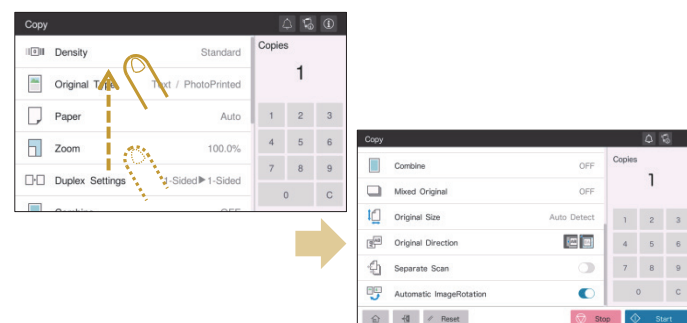 Copy
Density Standard
Original Type Text / PhotoPrinted
Paper Auto
Zoom 100.0%
Duplex Settings 1-Sided▶1-Sided
Combine OFF
Copies
1
1 2 3
4 5 6
7 8 9
0 C
Copy
Combine OFF
Mixed Original OFF
Original Size Auto Detect
Original Direction
Separate Scan
Automatic ImageRotation
Copies
1
1 2 3
4 5 6
7 8 9
0 C
Reset Stop Start